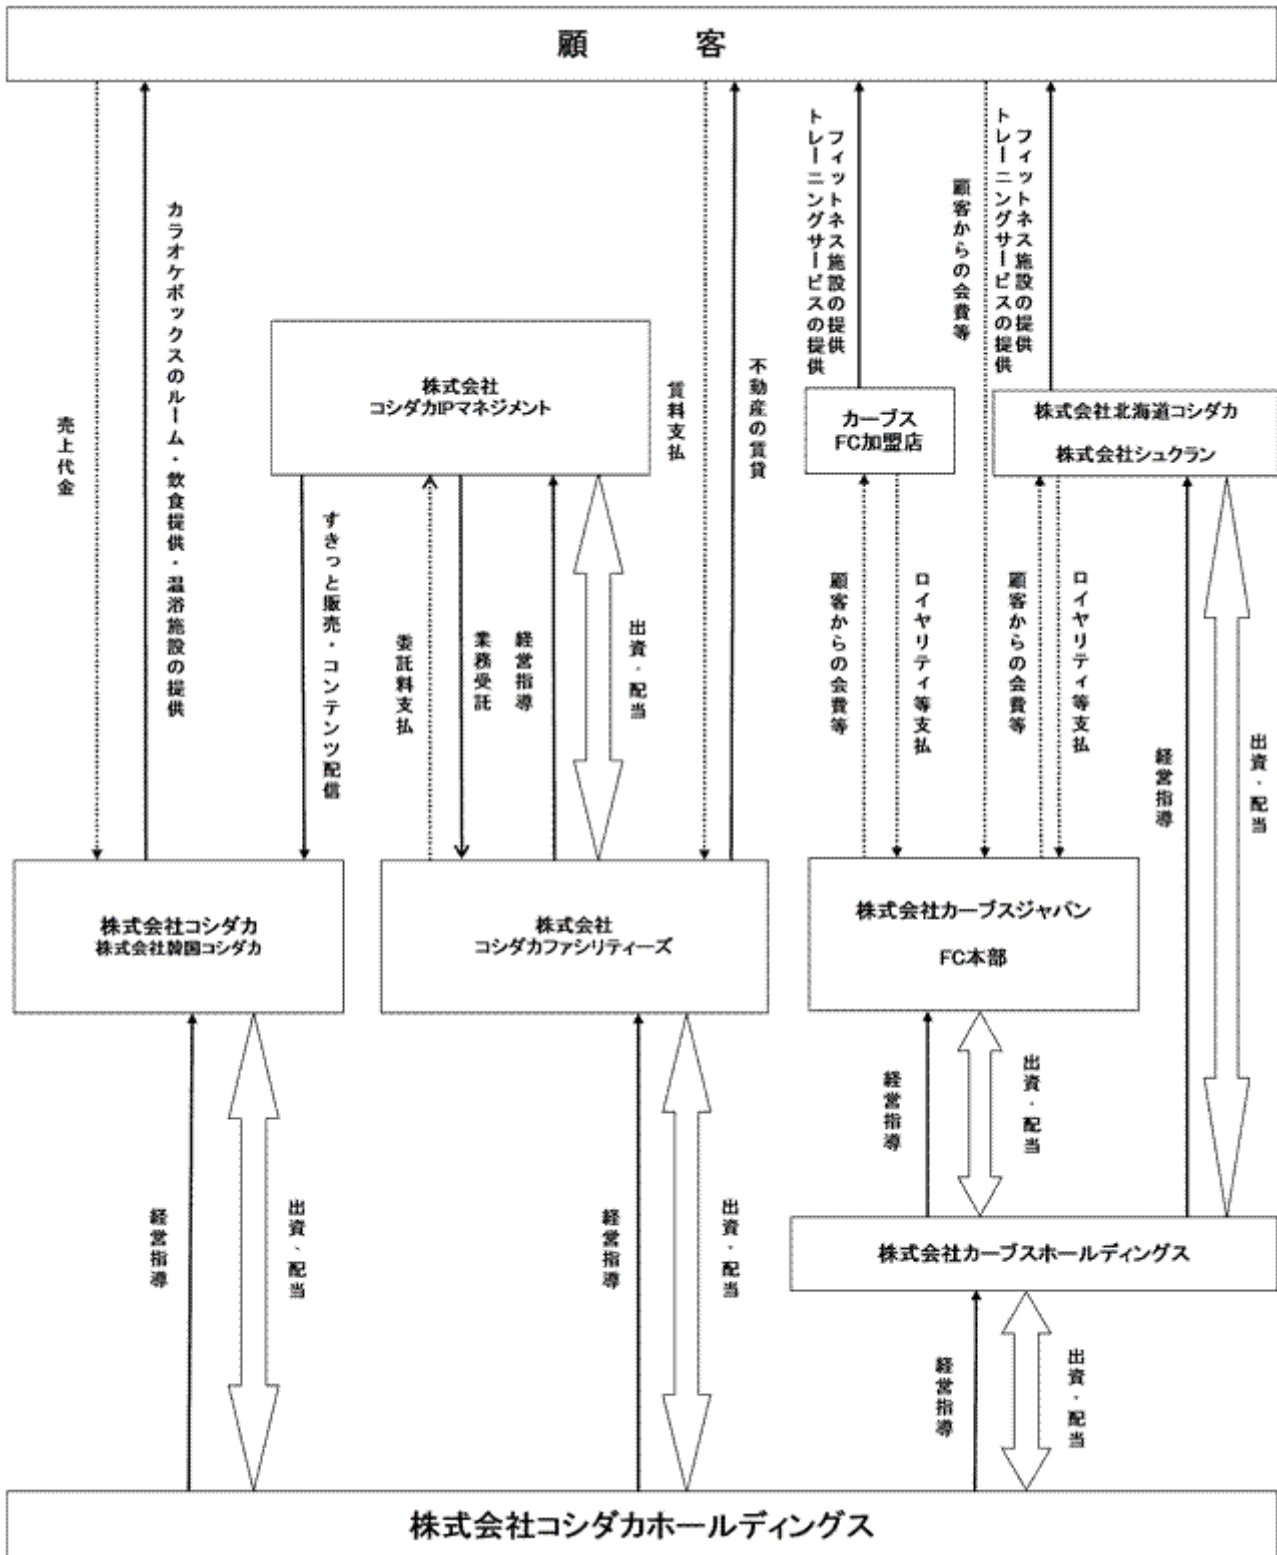 顧　　　客
売上代金
カラオケボックスのルーム・飲食提供・温浴施設の提供
株式会社
コシダカIPマネジメント
すきっと販売・コンテンツ配信
委託料支払
業務受託
経営指導
出資・配当
賃料支払
不動産の賃貸
フィットネス施設の提供
トレーニングサービスの提供
カーブス
FC加盟店
顧客からの会費等
フィットネス施設の提供
トレーニングサービスの提供
株式会社北海道コシダカ
株式会社シュクラン
顧客からの会費等
ロイヤリティ等支払
顧客からの会費等
ロイヤリティ等支払
経営指導
出資・配当
株式会社コシダカ
株式会社韓国コシダカ
株式会社
コシダカファシリティーズ
株式会社カーブスジャパン
FC本部
経営指導
出資・配当
経営指導
出資・配当
経営指導
出資・配当
株式会社カーブスホールディングス
経営指導
出資・配当
株式会社コシダカホールディングス